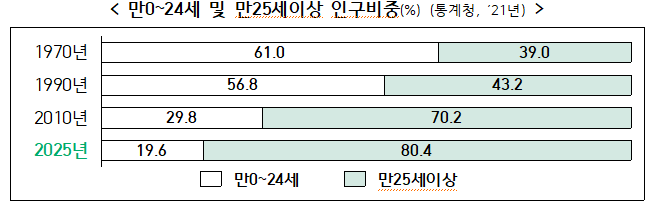 < 만0~24세 및 만25세이상 인구비중(%) (통계청, ´21년) >
1970년 61.0 39.0
1990년 56.8 43.2
2010년 29.8 70.2
2025년 19.6 80.4
만0~24세 만25세이상